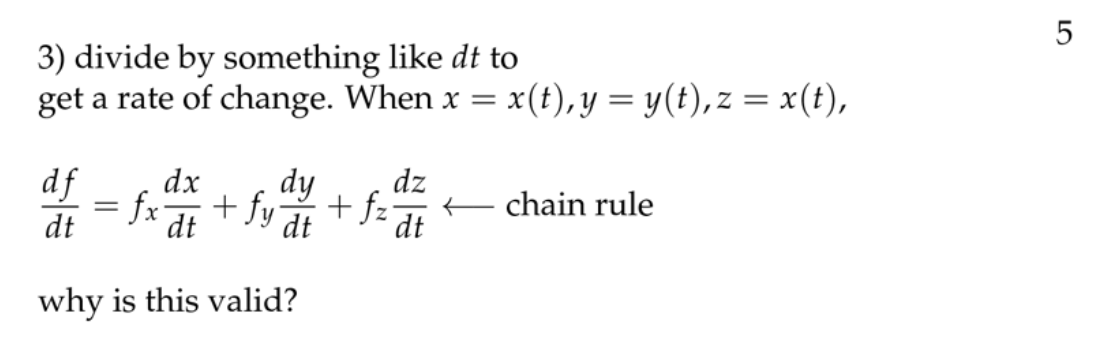 5
3) divide by something like dt to
get a rate of change. When x = x(t), y = y(t), z = x(t),
df/dt = f_x dx/dt + f_y dy/dt + f_z dz/dt ⟵ chain rule
why is this valid?